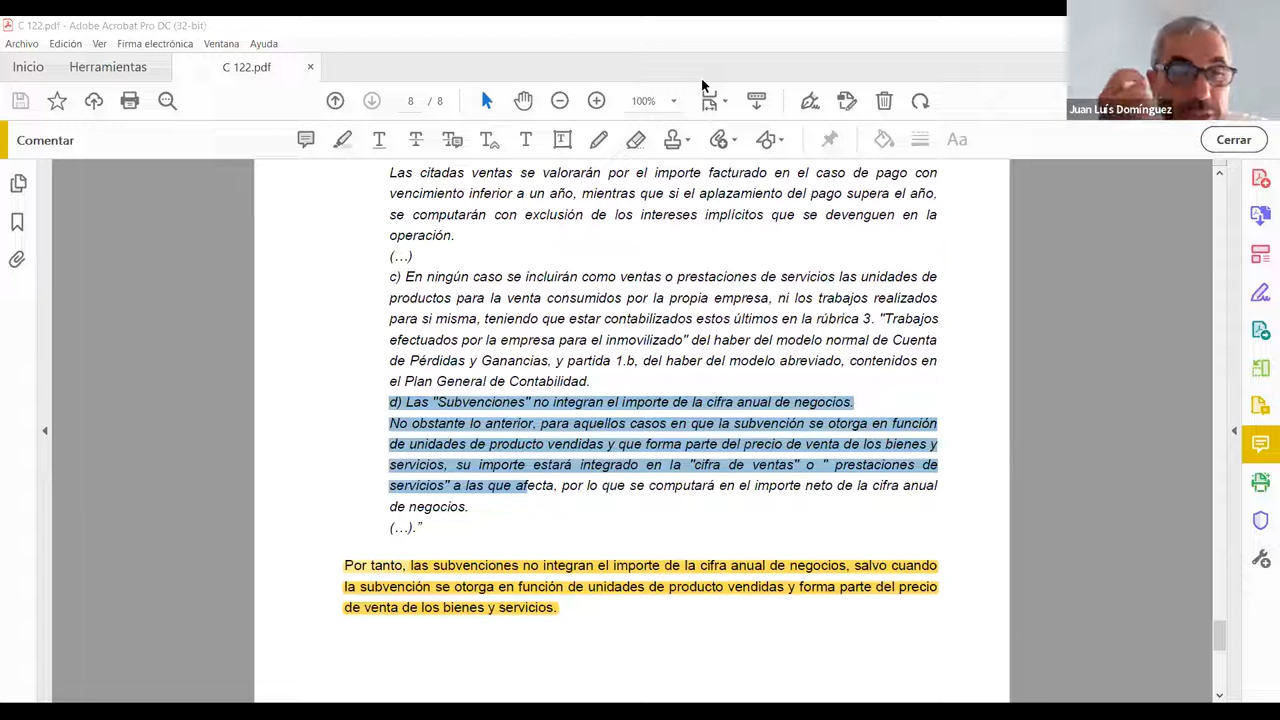 C 122.pdf - Adobe Acrobat Pro DC (32-bit)
Archivo Edición Ver Firma electrónica Ventana Ayuda
Inicio Herramientas C 122.pdf ×
8 / 8 100%
Juan Luís Domínguez
Comentar Aa Cerrar
Las citadas ventas se valorarán por el importe facturado en el caso de pago con
vencimiento inferior a un año, mientras que si el aplazamiento del pago supera el año,
se computarán con exclusión de los intereses implícitos que se devenguen en la
operación.
(…)
c) En ningún caso se incluirán como ventas o prestaciones de servicios las unidades de
productos para la venta consumidos por la propia empresa, ni los trabajos realizados
para si misma, teniendo que estar contabilizados estos últimos en la rúbrica 3. "Trabajos
efectuados por la empresa para el inmovilizado" del haber del modelo normal de Cuenta
de Pérdidas y Ganancias, y partida 1.b, del haber del modelo abreviado, contenidos en
el Plan General de Contabilidad.
d) Las "Subvenciones" no integran el importe de la cifra anual de negocios.
No obstante lo anterior, para aquellos casos en que la subvención se otorga en función
de unidades de producto vendidas y que forma parte del precio de venta de los bienes y
servicios, su importe estará integrado en la "cifra de ventas" o " prestaciones de
servicios" a las que afecta, por lo que se computará en el importe neto de la cifra anual
de negocios.
(…).”
Por tanto, las subvenciones no integran el importe de la cifra anual de negocios, salvo cuando
la subvención se otorga en función de unidades de producto vendidas y forma parte del precio
de venta de los bienes y servicios.